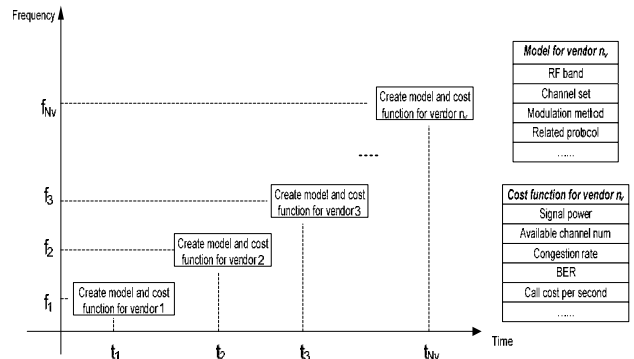 Frequency
f_Nv
f_3
f_2
f_1
Create model and cost
function for vendor n_v
Create model and cost
function for vendor 3
Create model and cost
function for vendor 2
Create model and cost
function for vendor 1
....
t_1
t_2
t_3
t_Nv
Time
Model for vendor n_v
RF band
Channel set
Modulation method
Related protocol
......
Cost function for vendor n_v
Signal power
Available channel num
Congestion rate
BER
Call cost per second
......